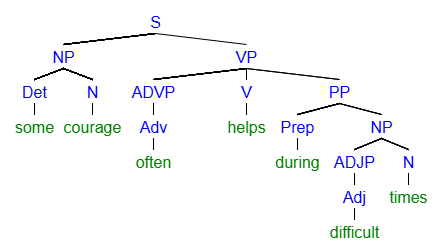 S
NP VP
Det N ADVP V PP
some courage Adv helps Prep NP
often during ADJP N
Adj times
difficult